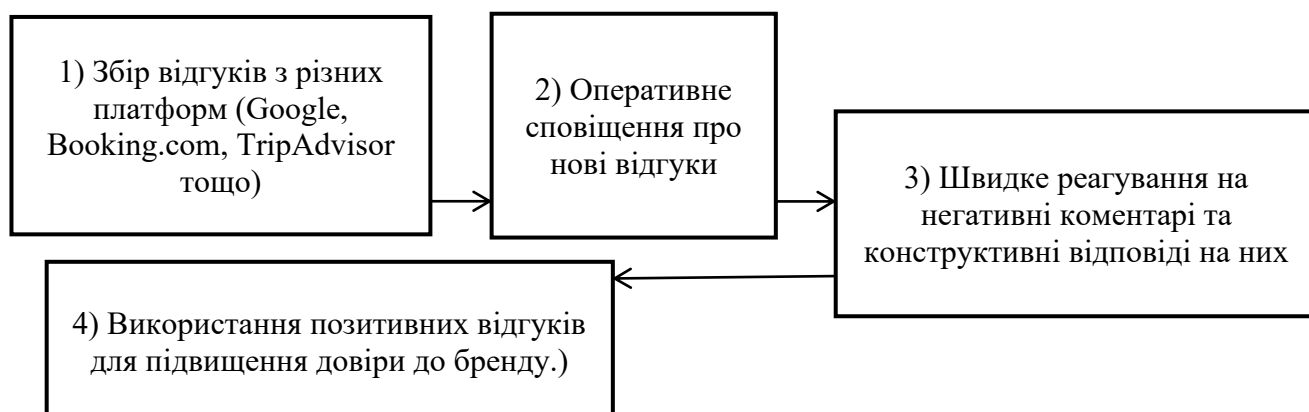 1) Збір відгуків з різних
платформ (Google,
Booking.com, TripAdvisor
тощо)
2) Оперативне
сповіщення про
нові відгуки
3) Швидке реагування на
негативні коментарі та
конструктивні відповіді на них
4) Використання позитивних відгуків
для підвищення довіри до бренду.)